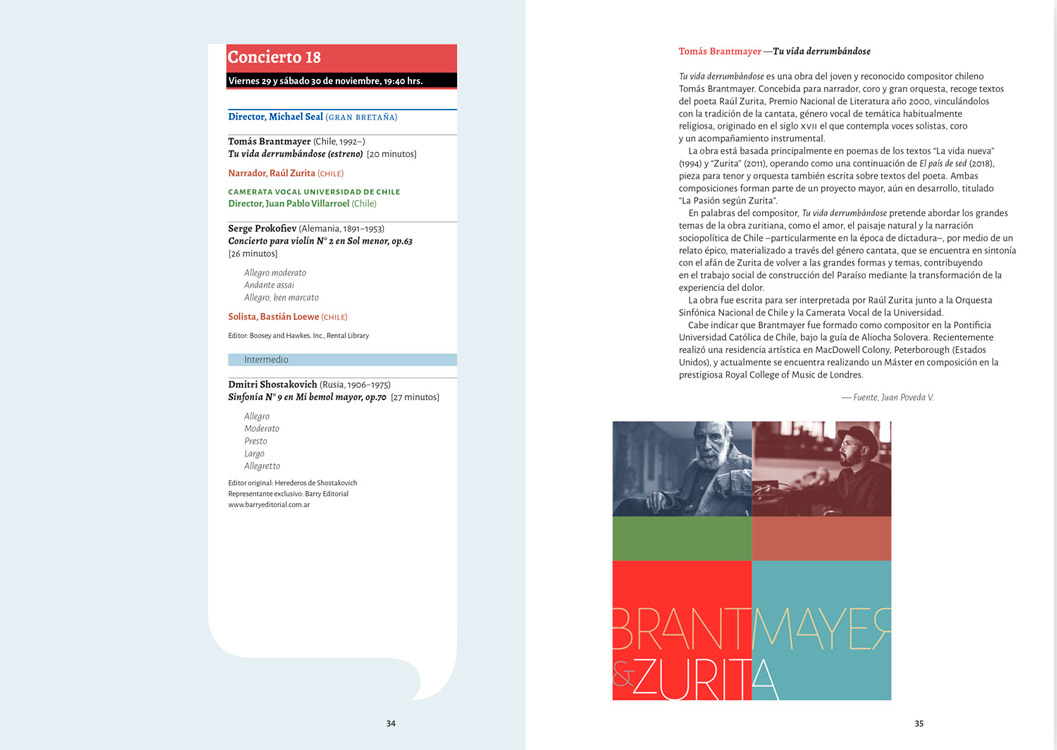 Concierto 18
Viernes 29 y sábado 30 de noviembre, 19:40 hrs.
Director, Michael Seal (GRAN BRETAÑA)
Tomás Brantmayer (Chile, 1992–)
Tu vida derrumbándose (estreno) [20 minutos]
Narrador, Raúl Zurita (CHILE)
CAMERATA VOCAL UNIVERSIDAD DE CHILE
Director, Juan Pablo Villarroel (Chile)
Serge Prokofiev (Alemania, 1891–1953)
Concierto para violín N° 2 en Sol menor, op.63
[26 minutos]
Allegro moderato
Andante assai
Allegro, ben marcato
Solista, Bastián Loewe (CHILE)
Editor: Boosey and Hawkes. Inc., Rental Library
Intermedio
Dmitri Shostakovich (Rusia, 1906–1975)
Sinfonía N° 9 en Mi bemol mayor, op.70 [27 minutos]
Allegro
Moderato
Presto
Largo
Allegretto
Editor original: Herederos de Shostakovich
Representante exclusivo: Barry Editorial
www.barryeditorial.com.ar
34
Tomás Brantmayer —Tu vida derrumbándose
Tu vida derrumbándose es una obra del joven y reconocido compositor chileno
Tomás Brantmayer. Concebida para narrador, coro y gran orquesta, recoge textos
del poeta Raúl Zurita, Premio Nacional de Literatura año 2000, vinculándolos
con la tradición de la cantata, género vocal de temática habitualmente
religiosa, originado en el siglo XVII el que contempla voces solistas, coro
y un acompañamiento instrumental.
La obra está basada principalmente en poemas de los textos “La vida nueva”
(1994) y “Zurita” (2011), operando como una continuación de El país de sed (2018),
pieza para tenor y orquesta también escrita sobre textos del poeta. Ambas
composiciones forman parte de un proyecto mayor, aún en desarrollo, titulado
“La Pasión según Zurita”.
En palabras del compositor, Tu vida derrumbándose pretende abordar los grandes
temas de la obra zuritiana, como el amor, el paisaje natural y la narración
sociopolítica de Chile –particularmente en la época de dictadura–, por medio de un
relato épico, materializado a través del género cantata, que se encuentra en sintonía
con el afán de Zurita de volver a las grandes formas y temas, contribuyendo
en el trabajo social de construcción del Paraíso mediante la transformación de la
experiencia del dolor.
La obra fue escrita para ser interpretada por Raúl Zurita junto a la Orquesta
Sinfónica Nacional de Chile y la Camerata Vocal de la Universidad.
Cabe indicar que Brantmayer fue formado como compositor en la Pontificia
Universidad Católica de Chile, bajo la guía de Aliocha Solovera. Recientemente
realizó una residencia artística en MacDowell Colony, Peterborough (Estados
Unidos), y actualmente se encuentra realizando un Máster en composición en la
prestigiosa Royal College of Music de Londres.
— Fuente, Juan Poveda V.
BRANTMAYER
&ZURITA
35